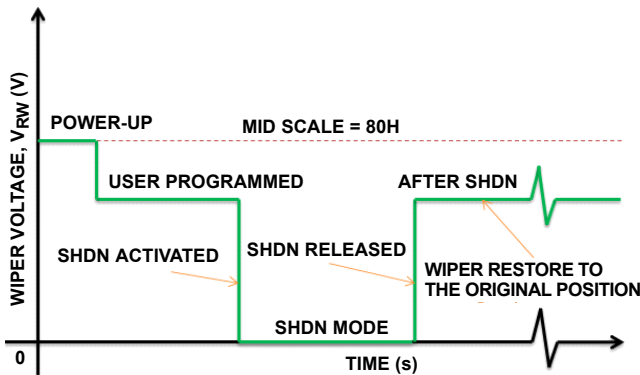 WIPER VOLTAGE, VRW (V)
POWER-UP
MID SCALE = 80H
USER PROGRAMMED
AFTER SHDN
SHDN ACTIVATED
SHDN RELEASED
WIPER RESTORE TO
THE ORIGINAL POSITION
SHDN MODE
0
TIME (s)